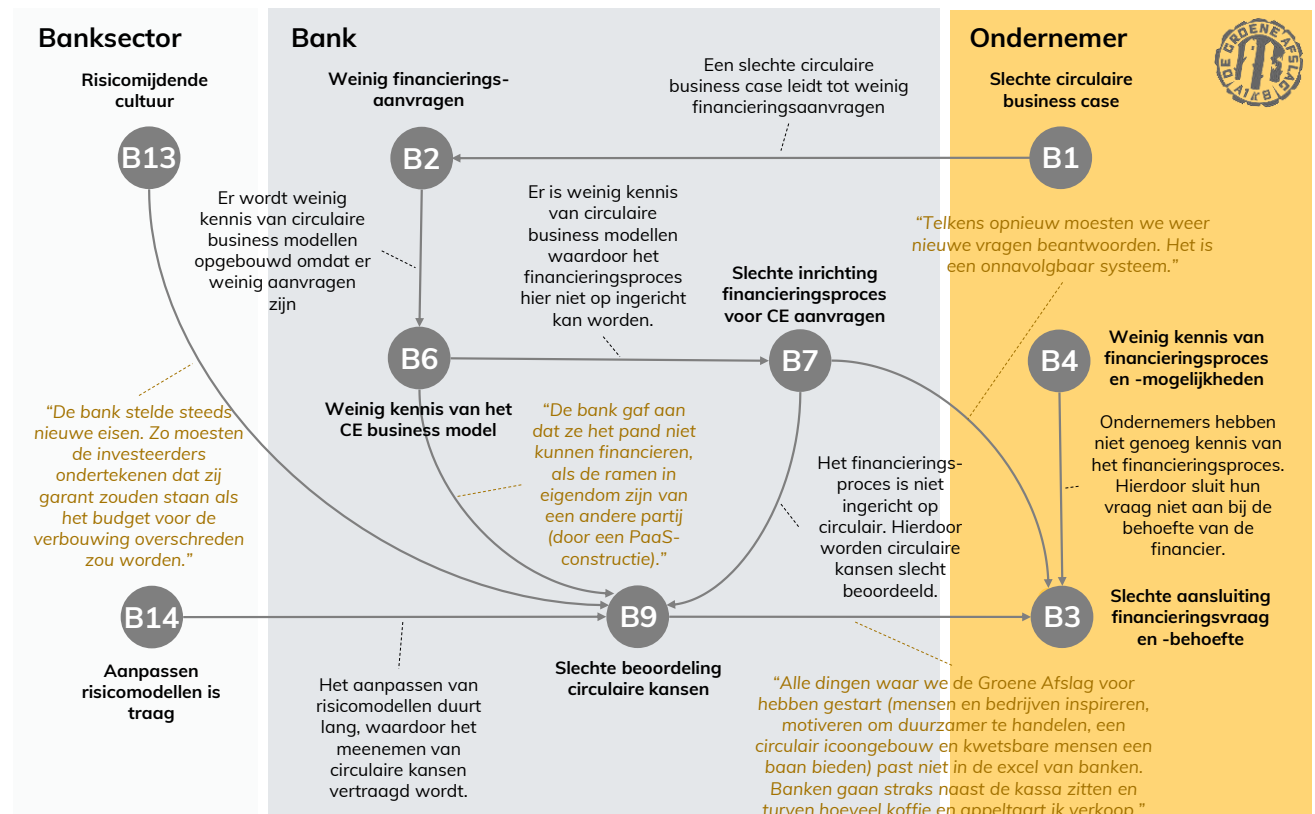 Banksector
Risicomijdende
cultuur
B13
“De bank stelde steeds
nieuwe eisen. Zo moesten
de investeerders
ondertekenen dat zij
garant zouden staan als
het budget voor de
verbouwing overschreden
zou worden.”
B14
Aanpassen
risicomodellen is
traag
Bank
Weinig financierings-
aanvragen
B2
Een slechte circulaire
business case leidt tot weinig
financieringsaanvragen
Er wordt weinig
kennis van circulaire
business modellen
opgebouwd omdat er
weinig aanvragen
zijn
Er is weinig kennis
van circulaire
business modellen
waardoor het
financieringsproces
hier niet op ingericht
kan worden.
Slechte inrichting
financieringsproces
voor CE aanvragen
B6
B7
Weinig kennis van het
CE business model
“De bank gaf aan
dat ze het pand niet
kunnen financieren,
als de ramen in
eigendom zijn van
een andere partij
(door een PaaS-
constructie).”
Het financierings-
proces is niet
ingericht op
circulair. Hierdoor
worden circulaire
kansen slecht
beoordeeld.
B9
Slechte beoordeling
circulaire kansen
Het aanpassen van
risicomodellen duurt
lang, waardoor het
meenemen van
circulaire kansen
vertraagd wordt.
Ondernemer
DE GROENE AFSLAG
A1 KB
Slechte circulaire
business case
B1
“Telkens opnieuw moesten we weer
nieuwe vragen beantwoorden. Het is
een onnavolgbaar systeem.”
B4
Weinig kennis van
financieringsproces
en -mogelijkheden
Ondernemers hebben
niet genoeg kennis van
het financieringsproces.
Hierdoor sluit hun
vraag niet aan bij de
behoefte van de
financier.
B3
Slechte aansluiting
financieringsvraag
en -behoefte
“Alle dingen waar we de Groene Afslag voor
hebben gestart (mensen en bedrijven inspireren,
motiveren om duurzamer te handelen, een
circulair icoongebouw en kwetsbare mensen een
baan bieden) past niet in de excel van banken.
Banken gaan straks naast de kassa zitten en
turven hoeveel koffie en appeltaart ik verkoop.”